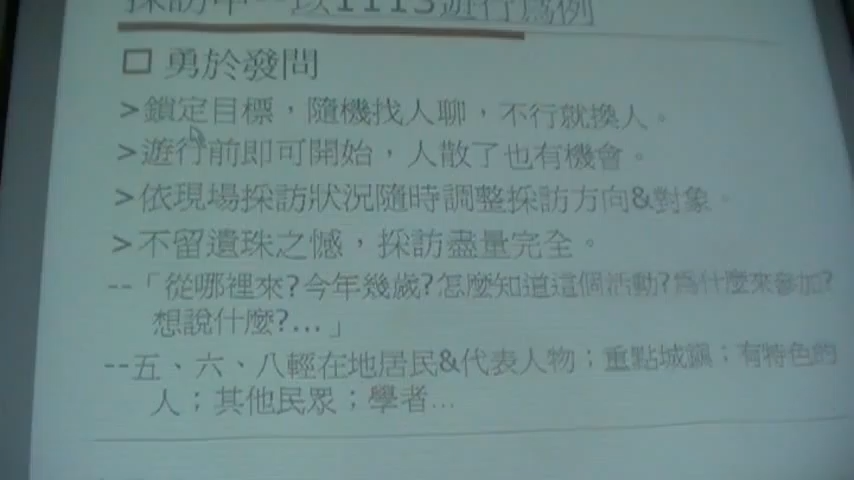 採訪中--以1113遊行為例
□ 勇於發問
>鎖定目標，隨機找人聊，不行就換人。
>遊行前即可開始，人散了也有機會。
>依現場採訪狀況隨時調整採訪方向&對象。
>不留遺珠之憾，採訪盡量完全。
--「從哪裡來?今年幾歲?怎麼知道這個活動?為什麼來參加?
想說什麼?...」
--五、六、八輕在地居民&代表人物；重點城鎮；有特色的
人；其他民眾；學者...